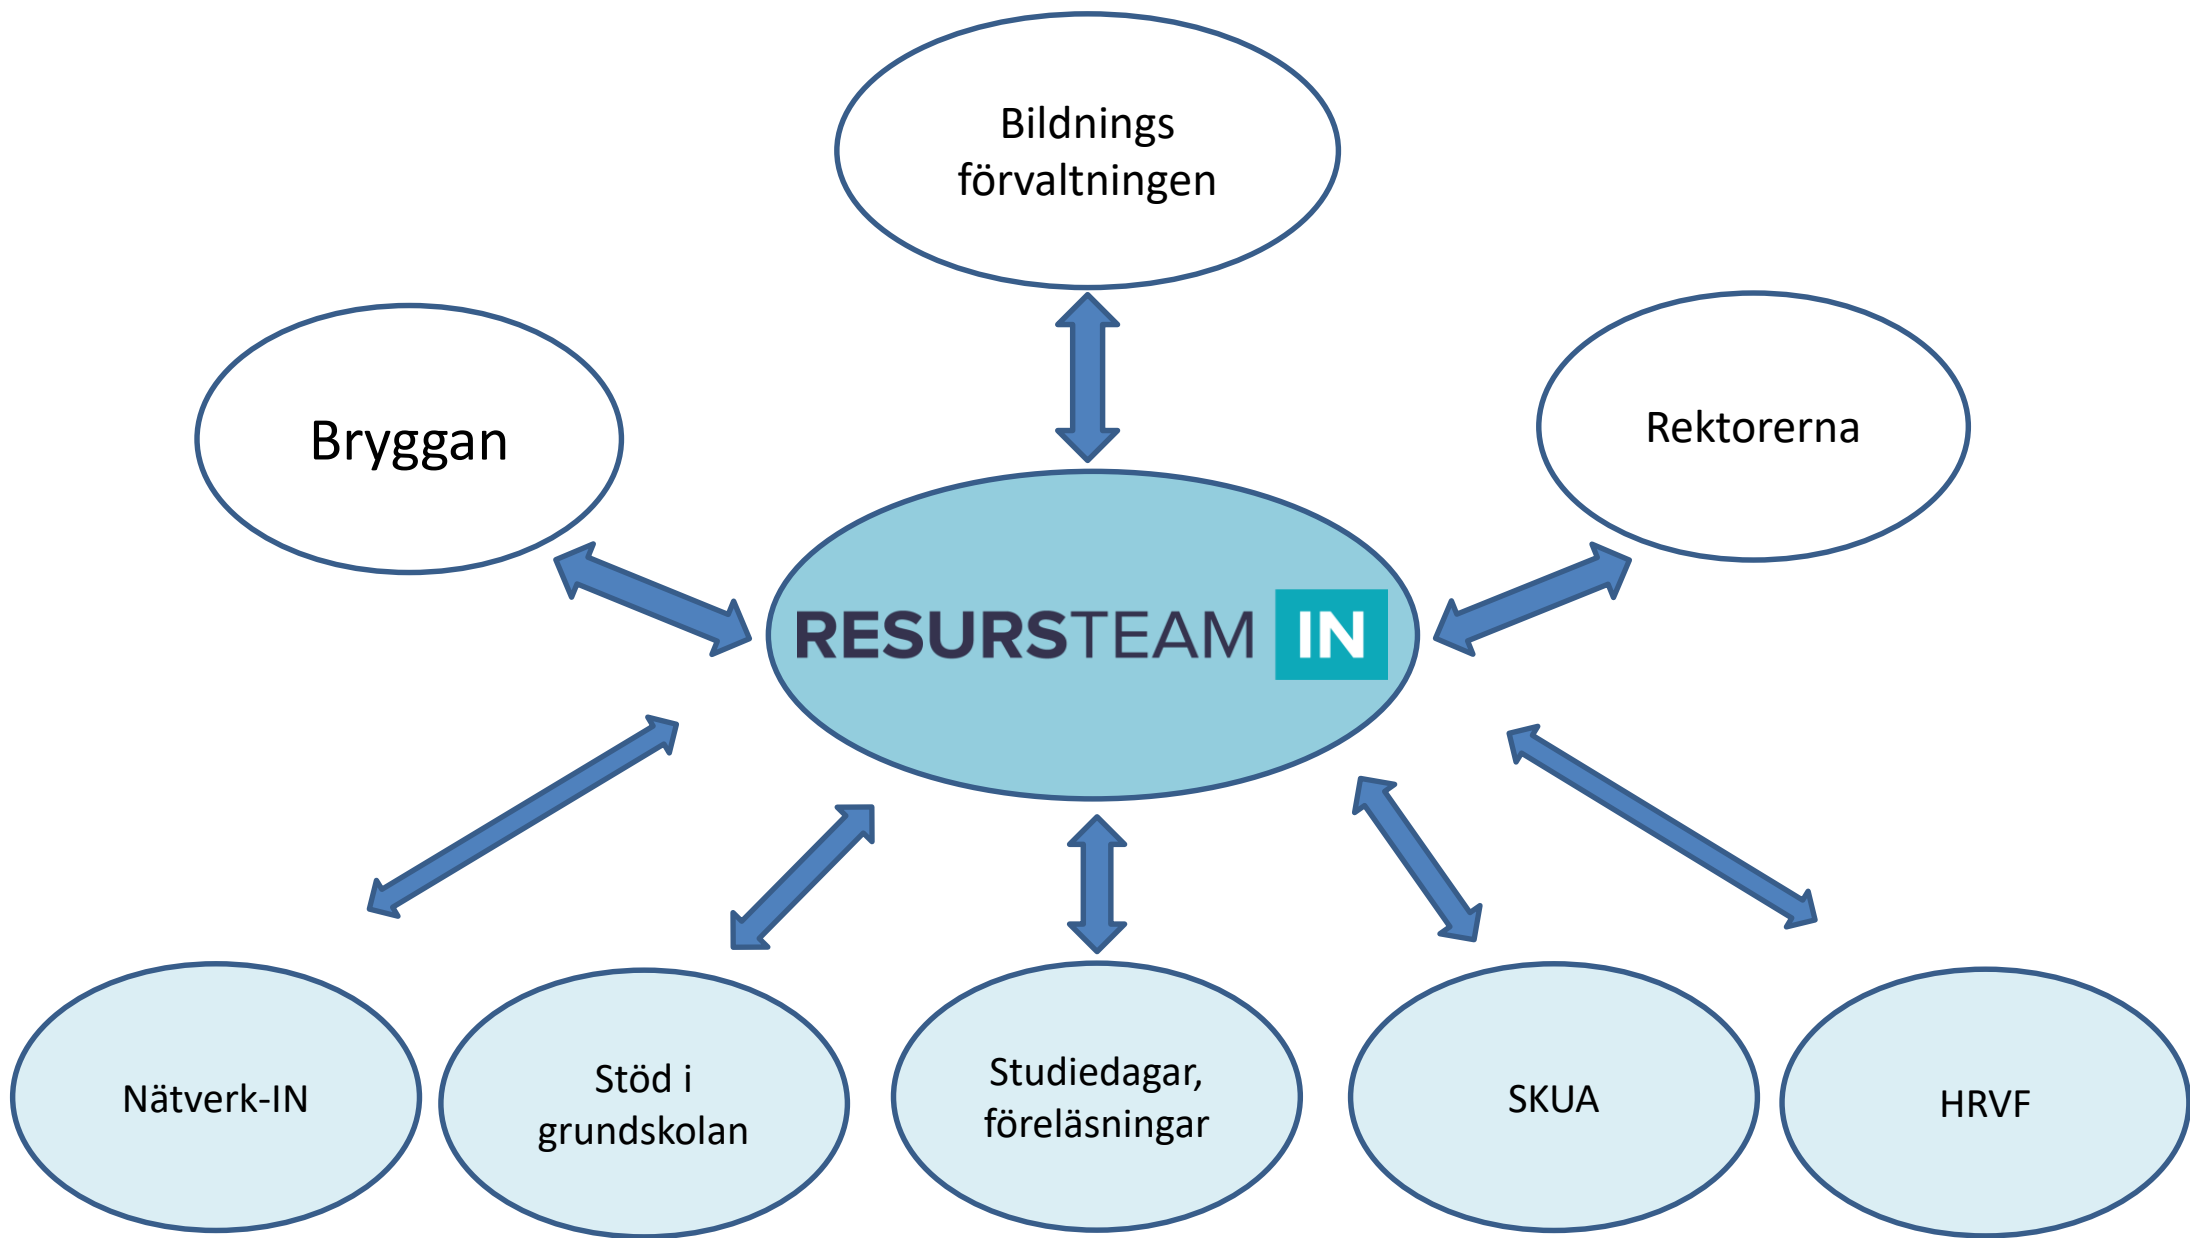 Bildnings
förvaltningen
Bryggan
Rektorerna
RESURSTEAM IN
Nätverk-IN
Stöd i
grundskolan
Studiedagar,
föreläsningar
SKUA
HRVF